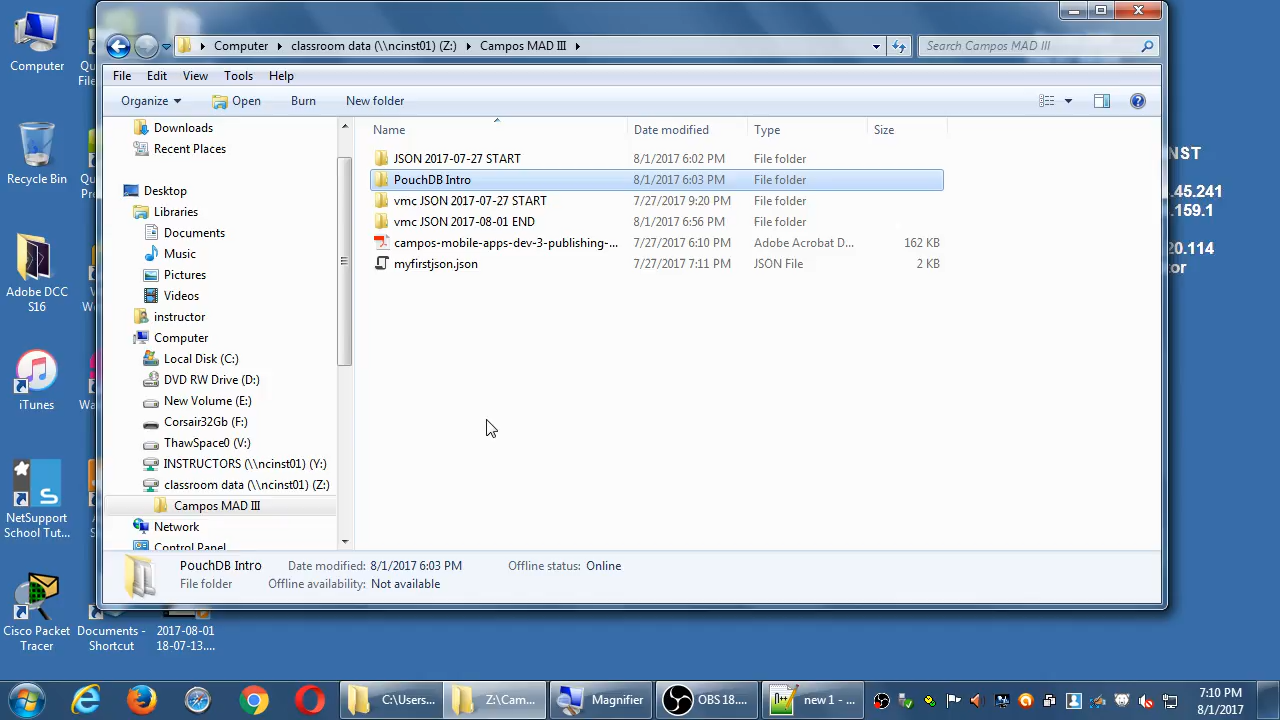 Computer
classroom data (\\ncinst01) (Z:)
Campos MAD III
Search Campos MAD III
File Edit View Tools Help
Organize Open Burn New folder
Downloads
Recent Places
Desktop
Libraries
Documents
Music
Pictures
Videos
instructor
Computer
Local Disk (C:)
DVD RW Drive (D:)
New Volume (E:)
Corsair32Gb (F:)
ThawSpace0 (V:)
INSTRUCTORS (\\ncinst01) (Y:)
classroom data (\\ncinst01) (Z:)
Campos MAD III
Network
Control Panel
Name Date modified Type Size
JSON 2017-07-27 START 8/1/2017 6:02 PM File folder
PouchDB Intro 8/1/2017 6:03 PM File folder
vmc JSON 2017-07-27 START 7/27/2017 9:20 PM File folder
vmc JSON 2017-08-01 END 8/1/2017 6:56 PM File folder
campos-mobile-apps-dev-3-publishing-... 7/27/2017 6:10 PM Adobe Acrobat D... 162 KB
myfirstjson.json 7/27/2017 7:11 PM JSON File 2 KB
PouchDB Intro Date modified: 8/1/2017 6:03 PM Offline status: Online
File folder Offline availability: Not available
Computer
Recycle Bin
Adobe DCC
S16
iTunes
NetSupport
School Tut...
Cisco Packet
Tracer
Documents -
Shortcut
2017-08-01
18-07-13....
NST
.45.241
.159.1
20.114
tor
C:\Users...
Z:\Cam...
Magnifier
OBS 18....
new 1 - ...
7:10 PM
8/1/2017